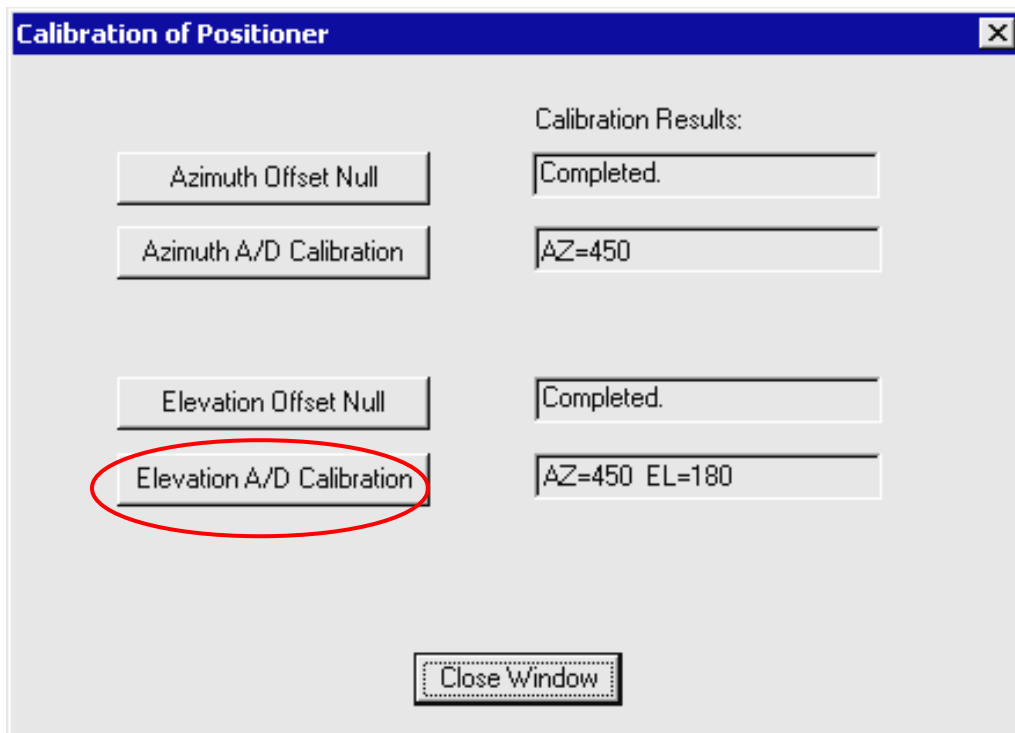 Calibration of Positioner
Calibration Results:
Azimuth Offset Null
Completed.
Azimuth A/D Calibration
AZ=450
Elevation Offset Null
Completed.
Elevation A/D Calibration
AZ=450 EL=180
Close Window